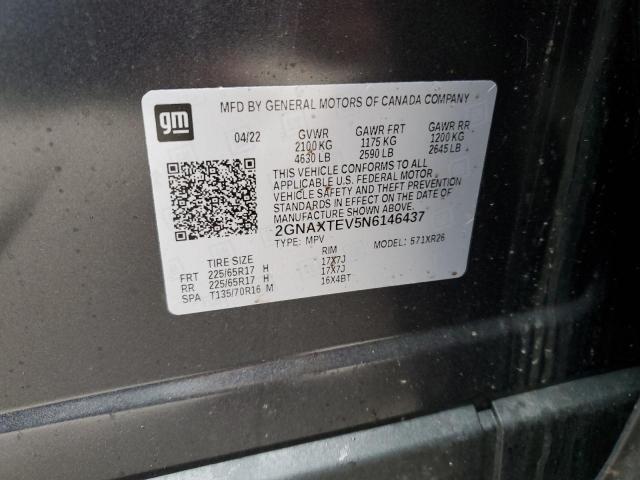 gm
MFD BY GENERAL MOTORS OF CANADA COMPANY
04/22 GVWR GAWR FRT GAWR RR
2100 KG 1175 KG 1200 KG
4630 LB 2590 LB 2645 LB
THIS VEHICLE CONFORMS TO ALL
APPLICABLE U.S. FEDERAL MOTOR
VEHICLE SAFETY AND THEFT PREVENTION
STANDARDS IN EFFECT ON THE DATE OF
MANUFACTURE SHOWN ABOVE.
2GNAXTEV5N6146437
TYPE: MPV MODEL: 571XR26
TIRE SIZE RIM
FRT 225/65R17 H 17X7J
RR 225/65R17 H 17X7J
SPA T135/70R16 M 16X4BT